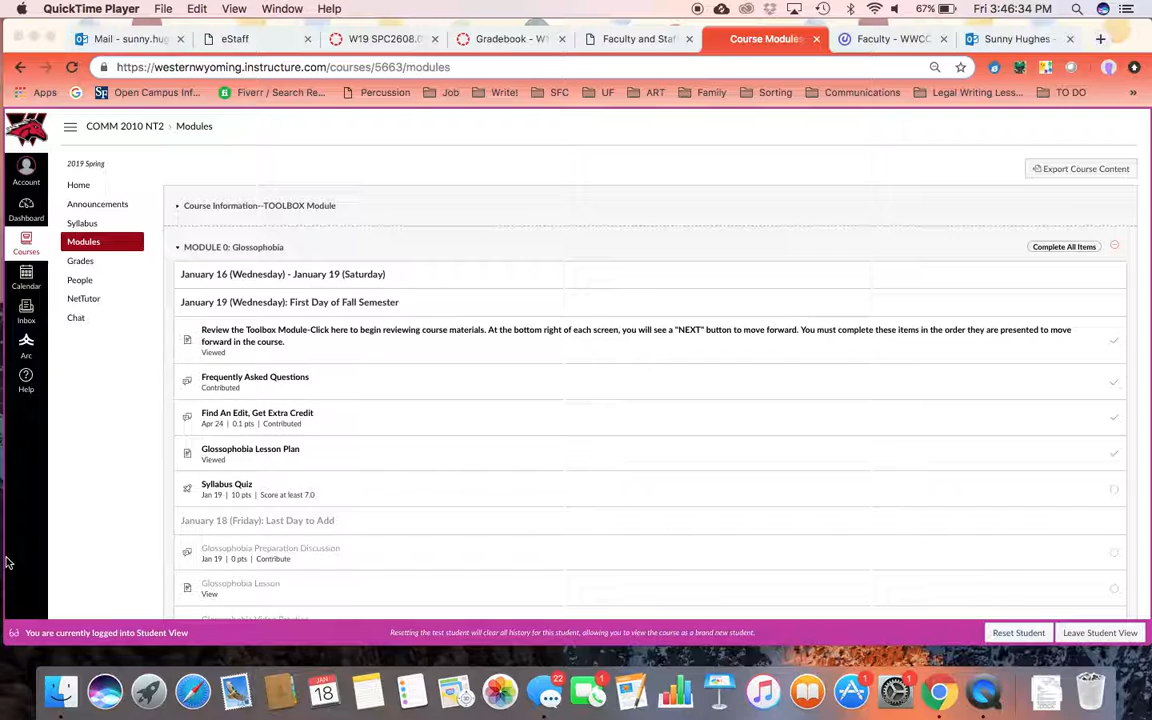 QuickTime Player File Edit View Window Help 67% Fri 3:46:34 PM
Mail - sunny.hug × eStaff × W19 SPC2608.0 × Gradebook - W1 × Faculty and Staf × Course Modules × Faculty - WWCC × Sunny Hughes - × +
https://westernwyoming.instructure.com/courses/5663/modules
Apps Open Campus Inf... Fiverr / Search Re... Percussion Job Write! SFC UF ART Family Sorting Communications Legal Writing Less... TO DO »
COMM 2010 NT2 › Modules
2019 Spring
Export Course Content
Account
Dashboard
Courses
Calendar
Inbox
Arc
Help
Home
Announcements
Syllabus
Modules
Grades
People
NetTutor
Chat
Course Information--TOOLBOX Module
MODULE 0: Glossophobia
Complete All Items
January 16 (Wednesday) - January 19 (Saturday)
January 19 (Wednesday): First Day of Fall Semester
Review the Toolbox Module-Click here to begin reviewing course materials. At the bottom right of each screen, you will see a "NEXT" button to move forward. You must complete these items in the order they are presented to move
forward in the course.
Viewed
Frequently Asked Questions
Contributed
Find An Edit, Get Extra Credit
Apr 24 | 0.1 pts | Contributed
Glossophobia Lesson Plan
Viewed
Syllabus Quiz
Jan 19 | 10 pts | Score at least 7.0
January 18 (Friday): Last Day to Add
Glossophobia Preparation Discussion
Jan 19 | 0 pts | Contribute
Glossophobia Lesson
View
You are currently logged into Student View
Resetting the test student will clear all history for this student, allowing you to view the course as a brand new student.
Reset Student
Leave Student View
JAN
18
22
1
1
1